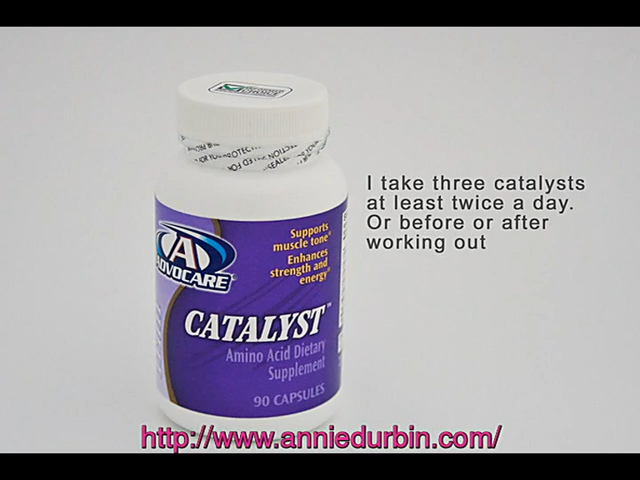 I take three catalysts
at least twice a day.
Or before or after
working out
Supports
muscle tone*
Enhances
strength and
energy*
A
ADVOCARE
CATALYST™
Amino Acid Dietary
Supplement
90 CAPSULES
http://www.anniedurbin.com/